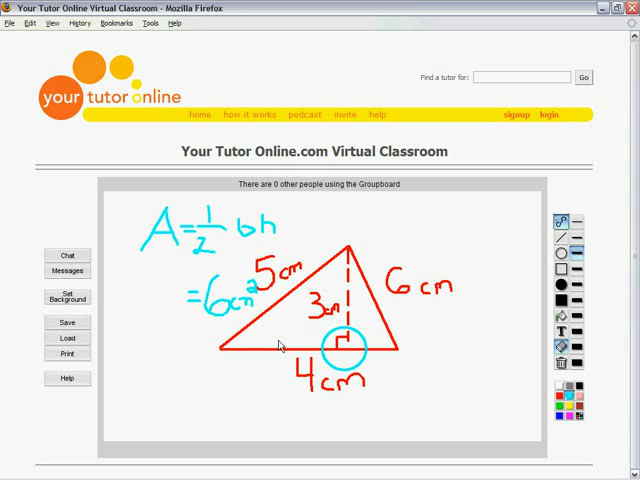 Your Tutor Online Virtual Classroom - Mozilla Firefox
File Edit View History Bookmarks Tools Help
your tutor online
Find a tutor for: Go
home how it works podcast invite help signup login
Your Tutor Online.com Virtual Classroom
There are 0 other people using the Groupboard
Chat
Messages
Set
Background
Save
Load
Print
Help
A = 1/2 bh
= 6cm²
5cm
3cm
6 cm
4cm
T